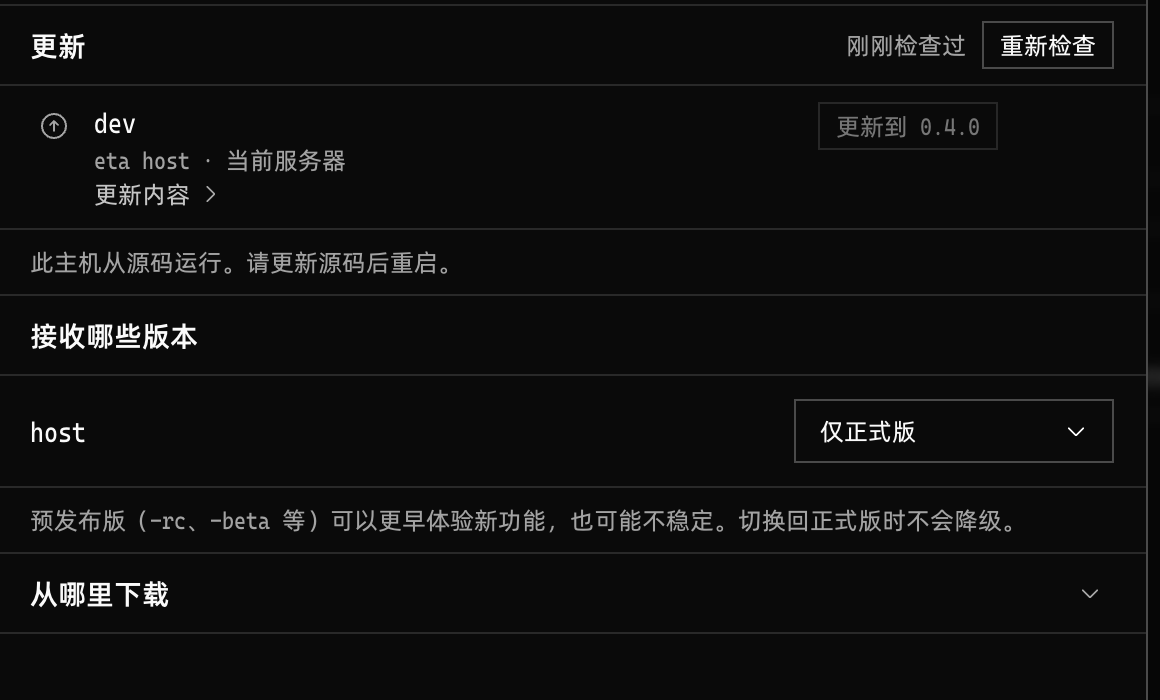 更新
刚刚检查过 重新检查
dev
更新到 0.4.0
eta host · 当前服务器
更新内容 >
此主机从源码运行。请更新源码后重启。
接收哪些版本
host
仅正式版
预发布版（-rc、-beta 等）可以更早体验新功能，也可能不稳定。切换回正式版时不会降级。
从哪里下载